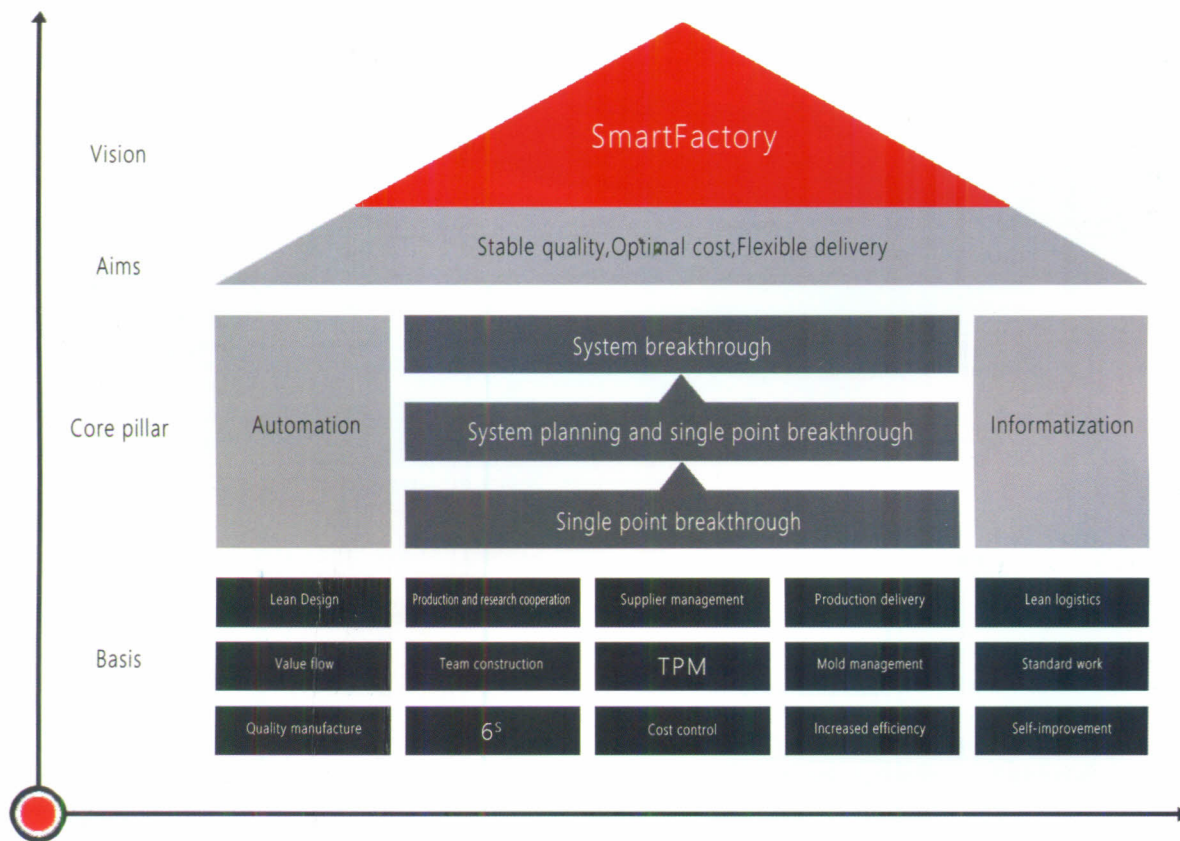 Vision
SmartFactory
Aims
Stable quality,Optimal cost,Flexible delivery
Core pillar
Automation
System breakthrough
System planning and single point breakthrough
Single point breakthrough
Informatization
Basis
Lean Design
Production and research cooperation
Supplier management
Production delivery
Lean logistics
Value flow
Team construction
TPM
Mold management
Standard work
Quality manufacture
6S
Cost control
Increased efficiency
Self-improvement